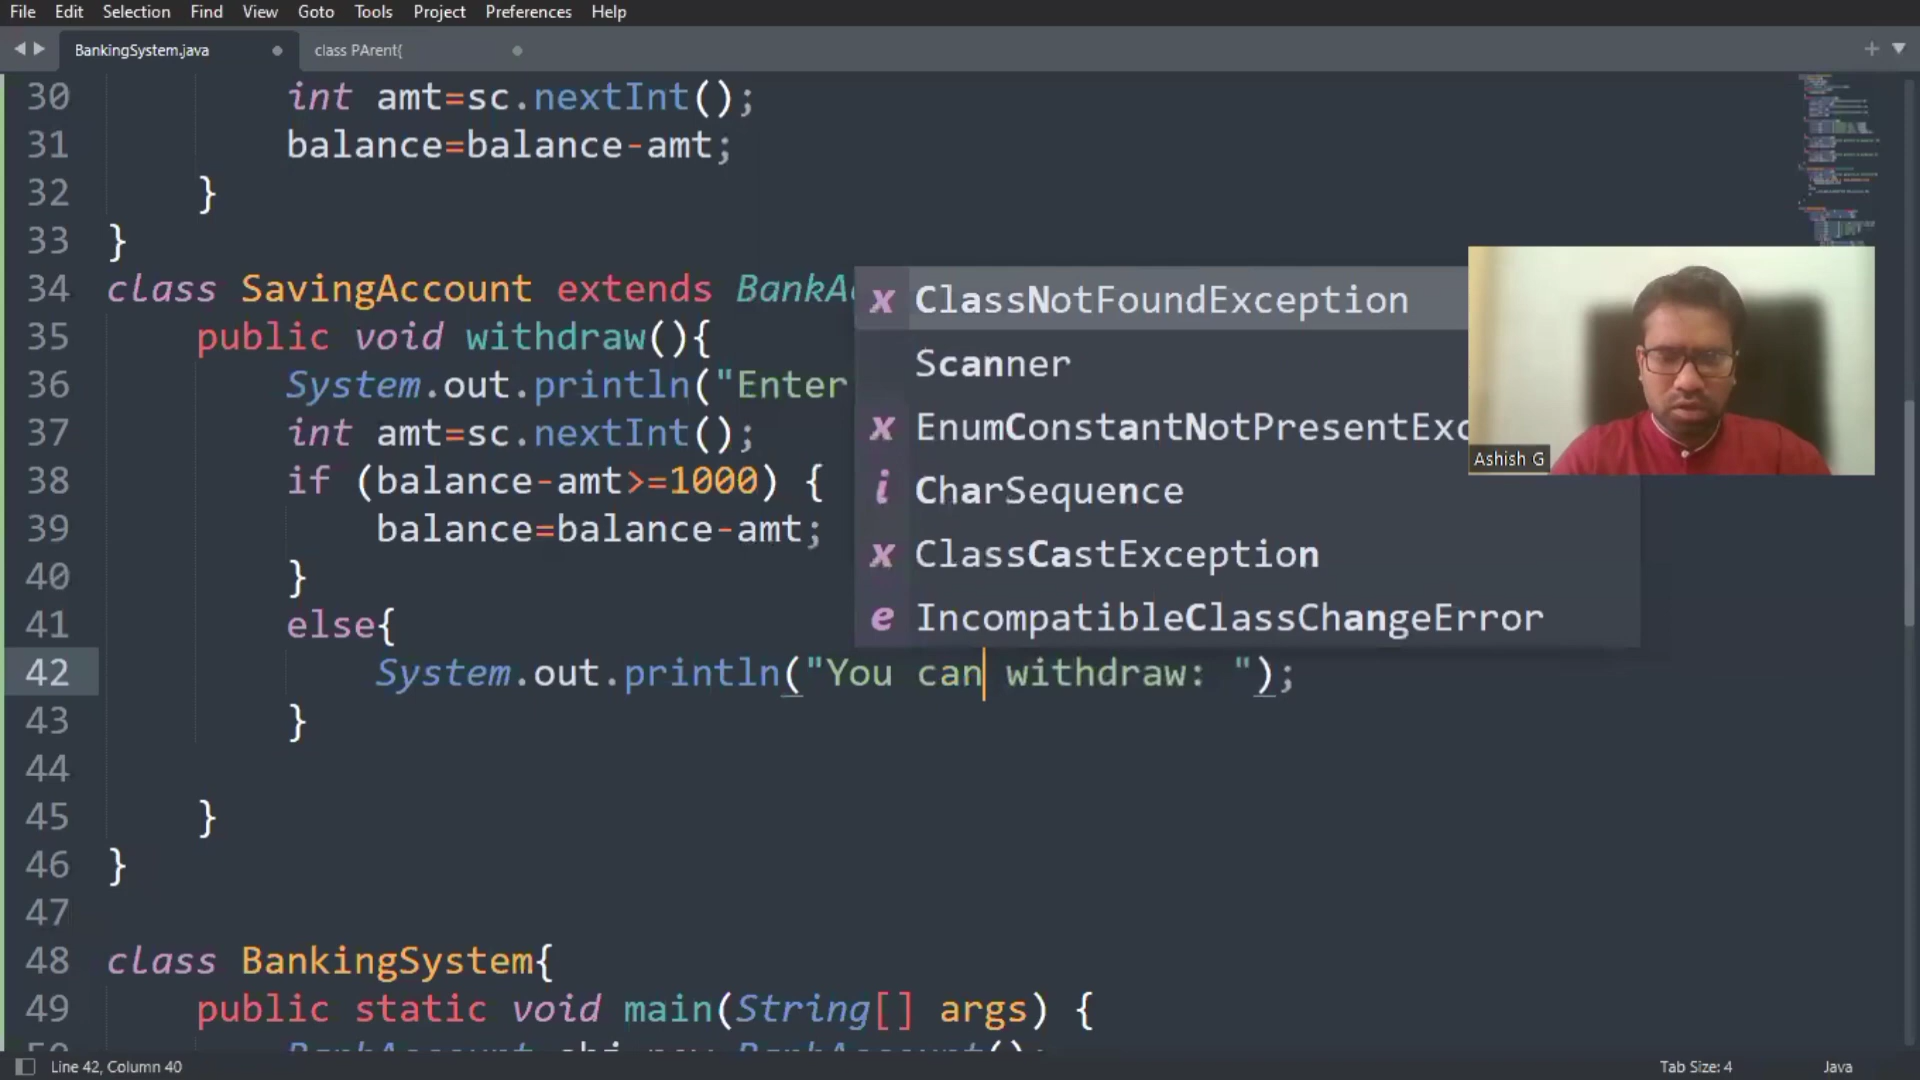 File Edit Selection Find View Goto Tools Project Preferences Help
BankingSystem.java class PArent{
30 int amt=sc.nextInt();
31 balance=balance-amt;
32 }
33 }
34 class SavingAccount extends BankA
35 public void withdraw(){
36 System.out.println("Enter
37 int amt=sc.nextInt();
38 if (balance-amt>=1000) {
39 balance=balance-amt;
40 }
41 else{
42 System.out.println("You can withdraw: ");
43 }
44
45 }
46 }
47
48 class BankingSystem{
49 public static void main(String[] args) {
ClassNotFoundException
Scanner
EnumConstantNotPresentExc
CharSequence
ClassCastException
IncompatibleClassChangeError
Ashish G
Line 42, Column 40 Tab Size: 4 Java